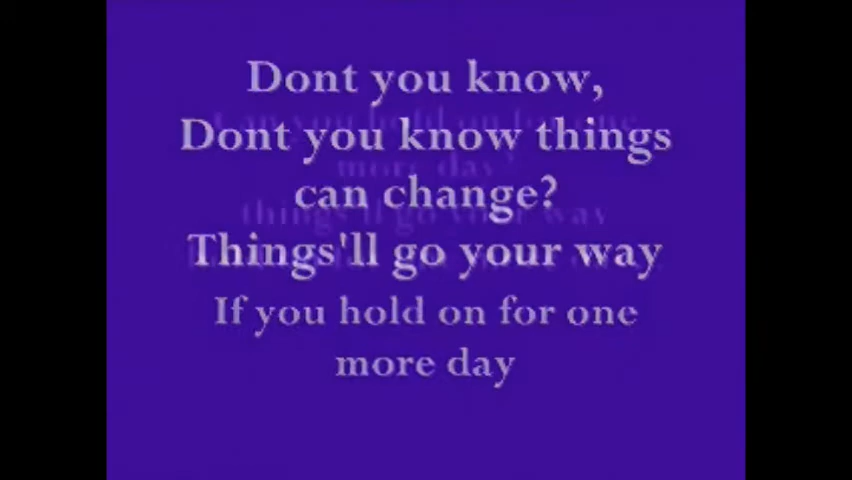 Dont you know,
Dont you know things
can change?
Things'll go your way
If you hold on for one
more day